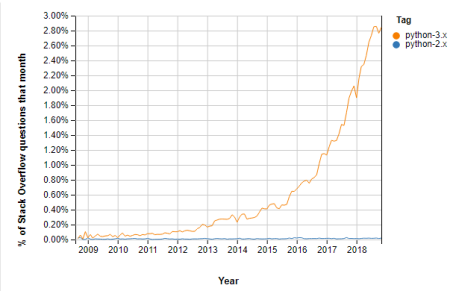 3.00%
2.80%
2.60%
2.40%
2.20%
2.00%
1.80%
1.60%
1.40%
1.20%
1.00%
0.80%
0.60%
0.40%
0.20%
0.00%
% of Stack Overflow questions that month
2009 2010 2011 2012 2013 2014 2015 2016 2017 2018
Year
Tag
python-3.x
python-2.x